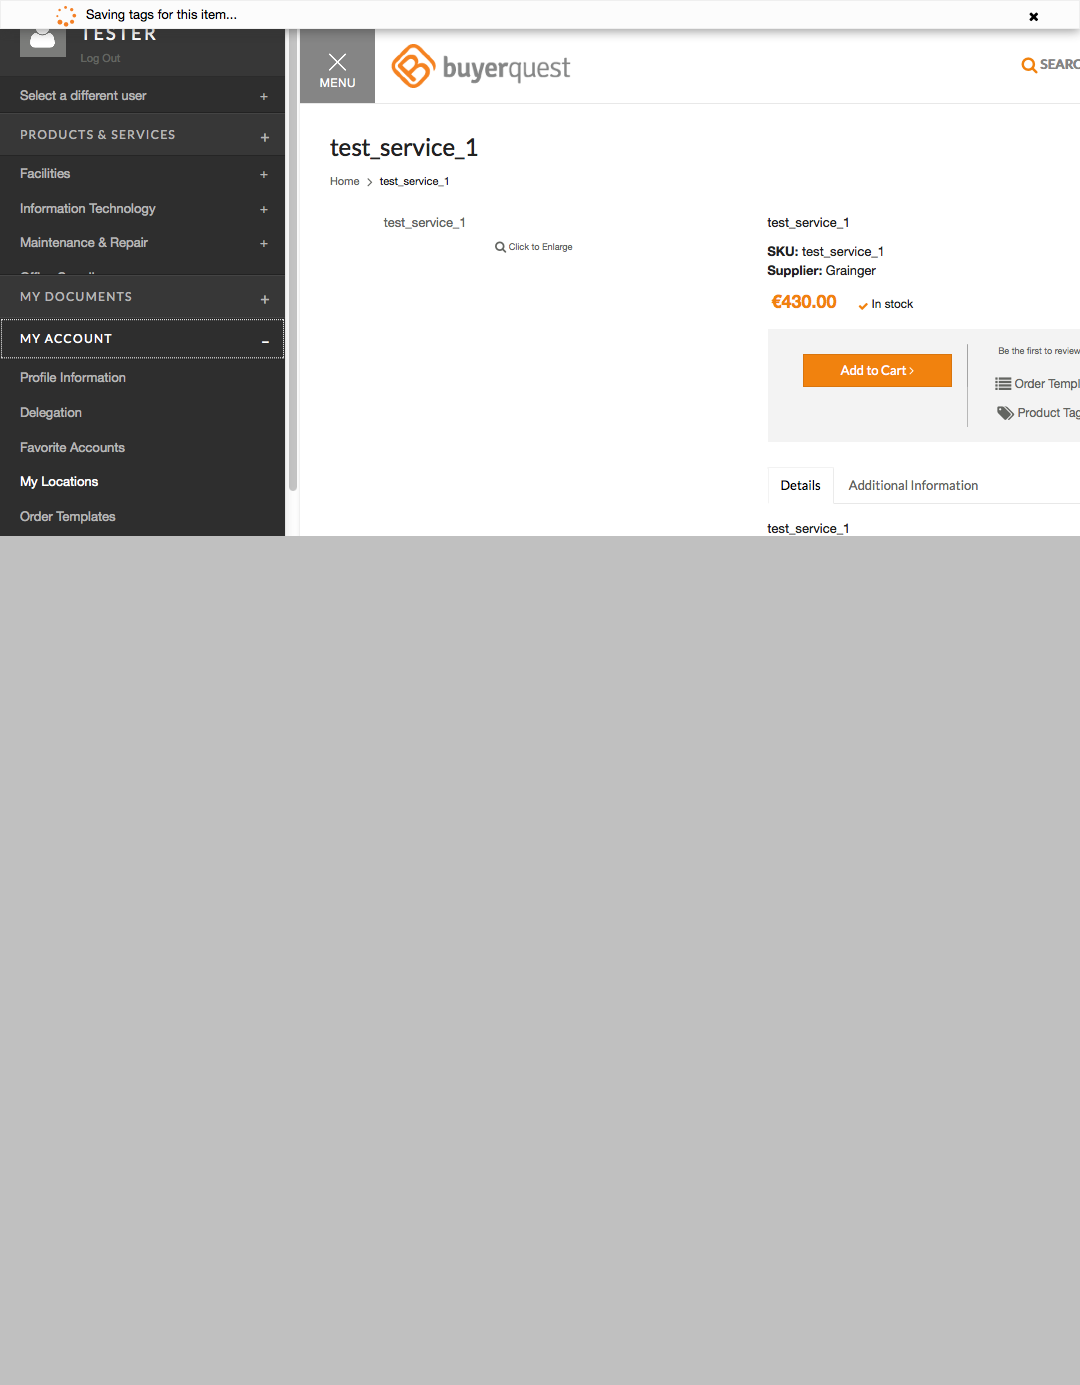 Saving tags for this item...
TESTER
Log Out
Select a different user
PRODUCTS & SERVICES
Facilities
Information Technology
Maintenance & Repair
MY DOCUMENTS
MY ACCOUNT
Profile Information
Delegation
Favorite Accounts
My Locations
Order Templates
MENU
buyerquest
SEARC
test_service_1
Home > test_service_1
test_service_1
Click to Enlarge
test_service_1
SKU: test_service_1
Supplier: Grainger
€430.00
In stock
Add to Cart ›
Be the first to review
Order Templ
Product Tag
Details
Additional Information
test_service_1